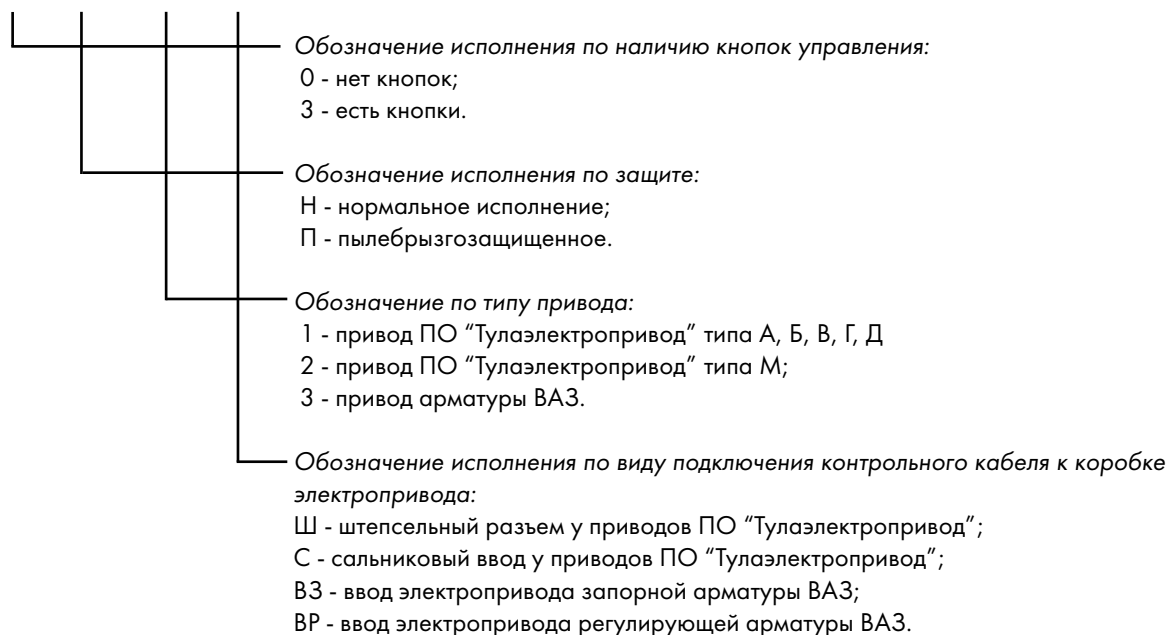 Обозначение исполнения по наличию кнопок управления:
0 - нет кнопок;
3 - есть кнопки.
Обозначение исполнения по защите:
Н - нормальное исполнение;
П - пылебрызгозащищенное.
Обозначение по типу привода:
1 - привод ПО “Тулаэлектропривод” типа А, Б, В, Г, Д
2 - привод ПО “Тулаэлектропривод” типа М;
3 - привод арматуры ВАЗ.
Обозначение исполнения по виду подключения контрольного кабеля к коробке
электропривода:
Ш - штепсельный разъем у приводов ПО “Тулаэлектропривод”;
С - сальниковый ввод у приводов ПО “Тулаэлектропривод”;
ВЗ - ввод электропривода запорной арматуры ВАЗ;
ВР - ввод электропривода регулирующей арматуры ВАЗ.